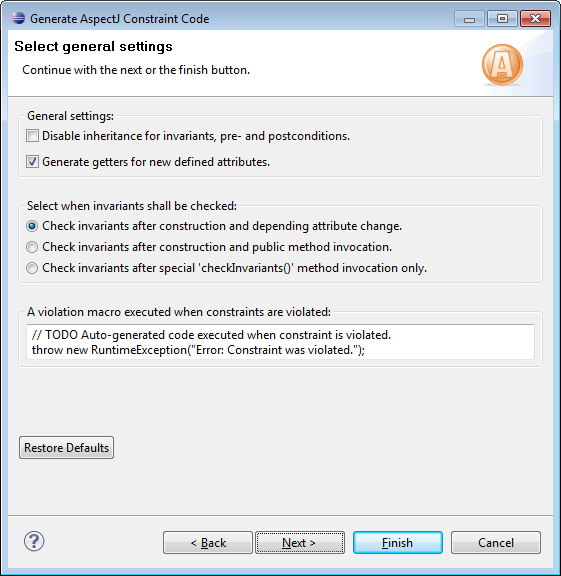 Generate AspectJ Constraint Code
Select general settings
Continue with the next or the finish button.
A
General settings:
Disable inheritance for invariants, pre- and postconditions.
Generate getters for new defined attributes.
Select when invariants shall be checked:
Check invariants after construction and depending attribute change.
Check invariants after construction and public method invocation.
Check invariants after special 'checkInvariants()' method invocation only.
A violation macro executed when constraints are violated:
// TODO Auto-generated code executed when constraint is violated.
throw new RuntimeException("Error: Constraint was violated.");
Restore Defaults
?
< Back
Next >
Finish
Cancel